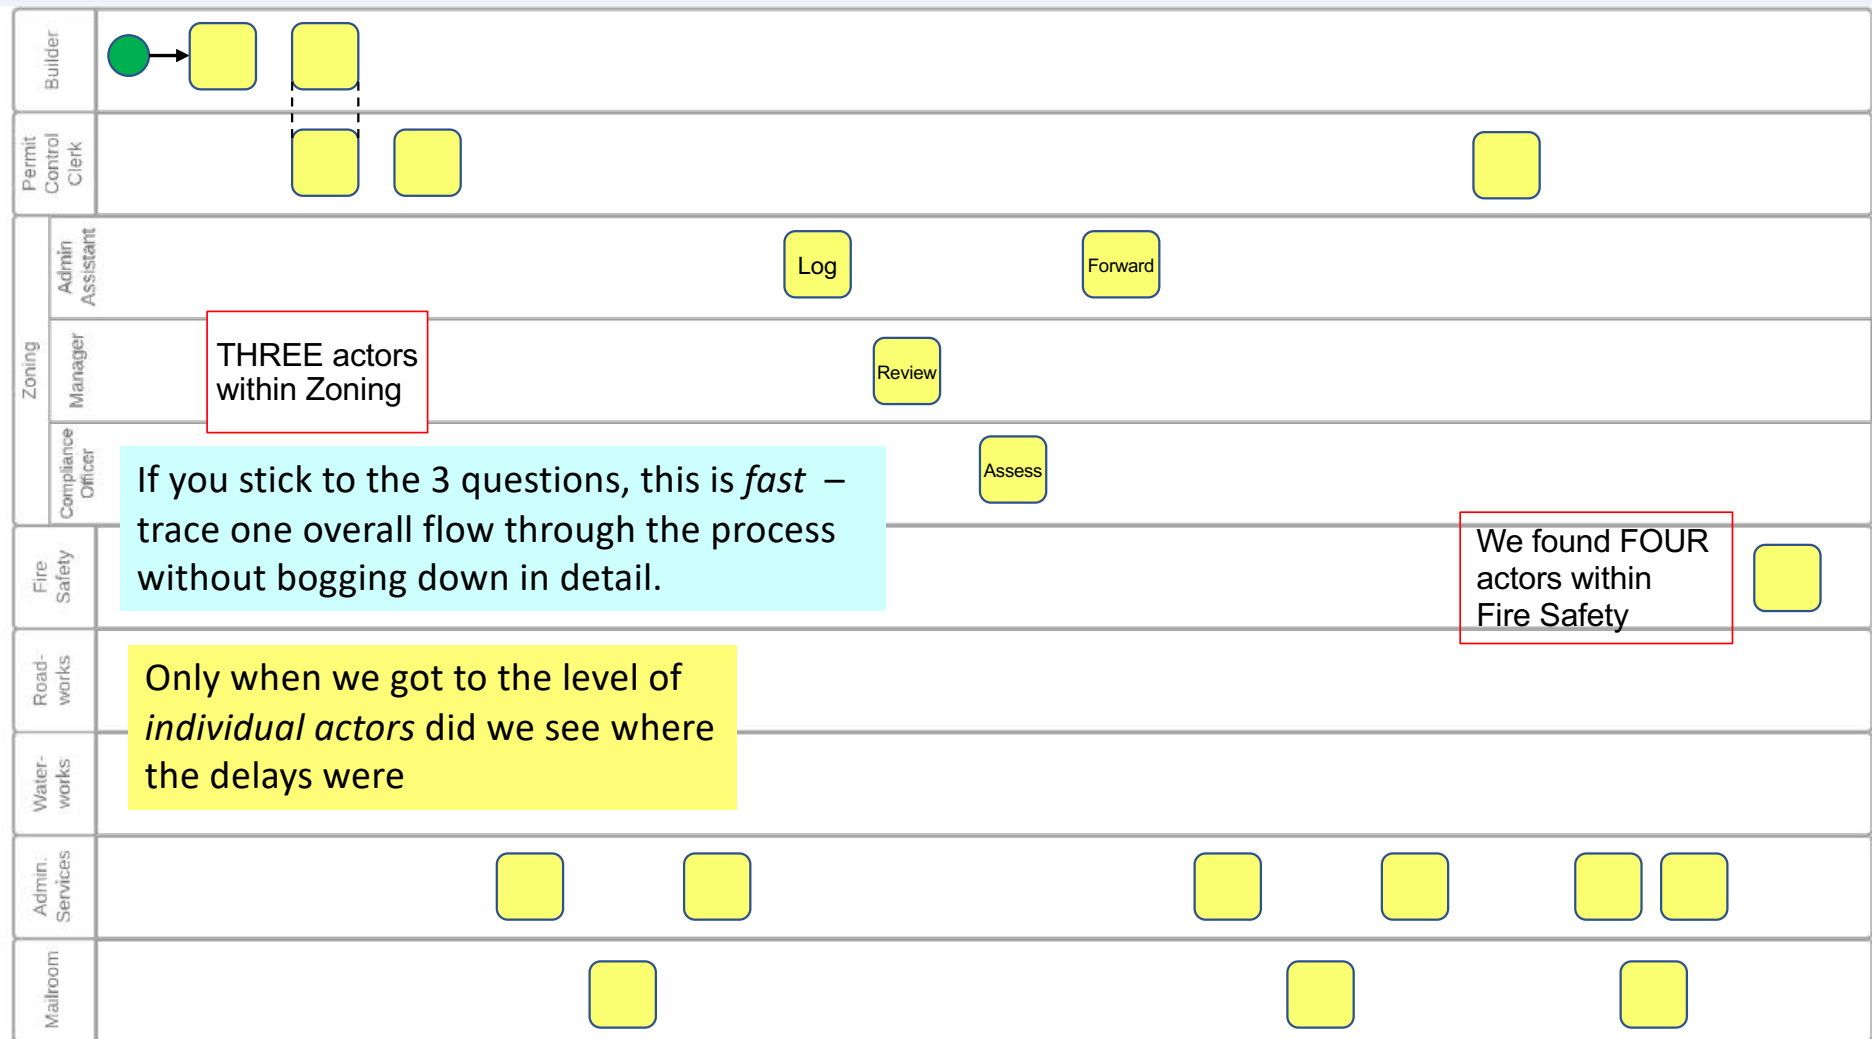 Builder
Permit
Control
Clerk
Zoning
Admin
Assistant
Log
Forward
Manager
THREE actors
within Zoning
Review
Compliance
Officer
Assess
If you stick to the 3 questions, this is fast –
trace one overall flow through the process
without bogging down in detail.
Fire
Safety
We found FOUR
actors within
Fire Safety
Road-
works
Only when we got to the level of
individual actors did we see where
the delays were
Water-
works
Admin.
Services
Mailroom